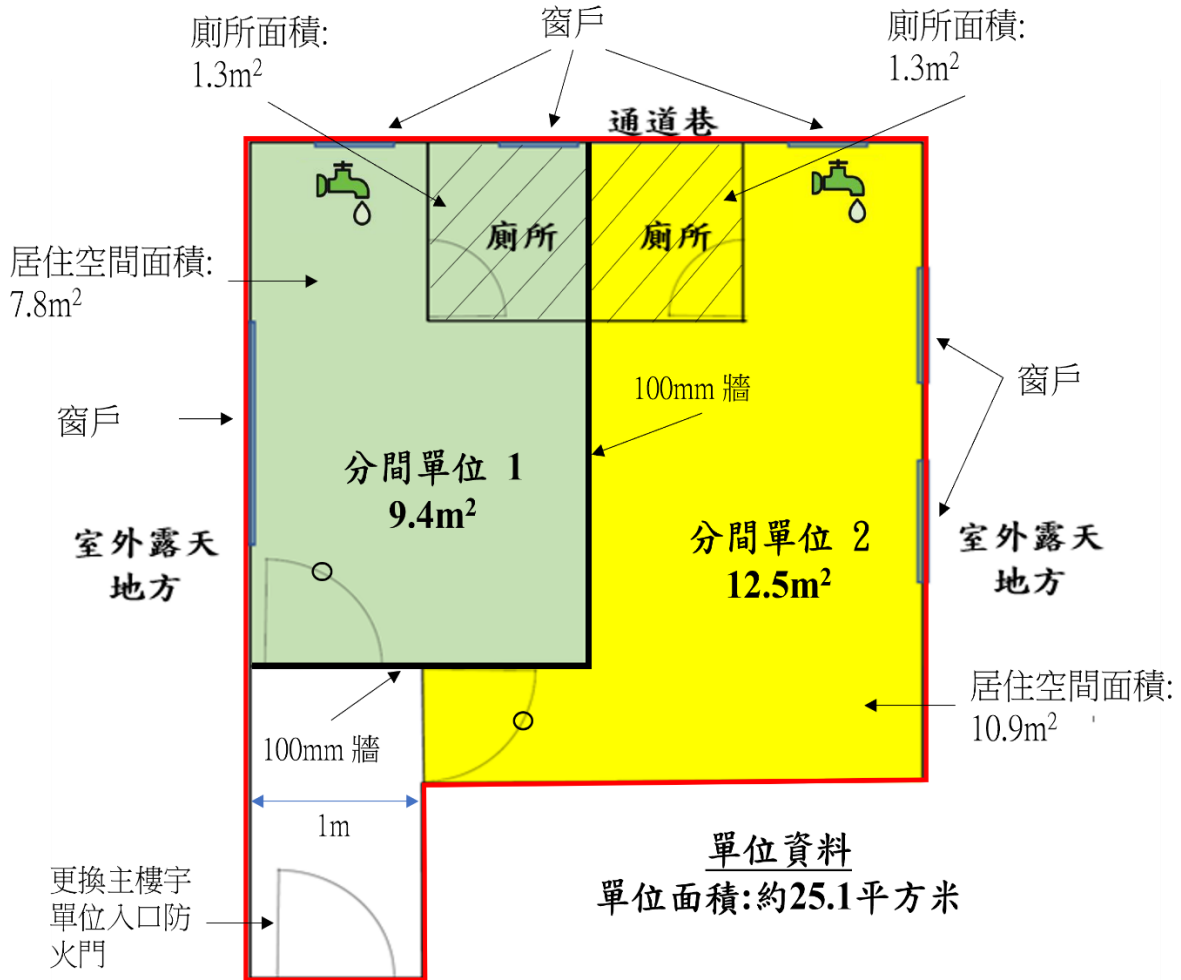 廁所面積:
1.3m²
窗戶
廁所面積:
1.3m²
通道巷
廁所
廁所
居住空間面積:
7.8m²
100mm 牆
窗戶
窗戶
分間單位 1
9.4m²
分間單位 2
12.5m²
室外露天
地方
室外露天
地方
居住空間面積:
10.9m²
100mm 牆
1m
更換主樓宇
單位入口防
火門
單位資料
單位面積:約25.1平方米